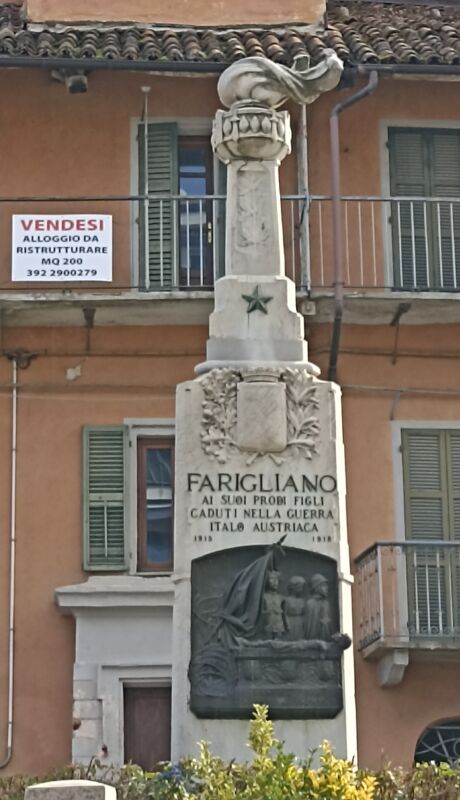 VENDESI
ALLOGGIO DA
RISTRUTTURARE
MQ 200
392 2900279
FARIGLIANO
AI SUOI PRODI FIGLI
CADUTI NELLA GUERRA
ITALO AUSTRIACA
1915 1918